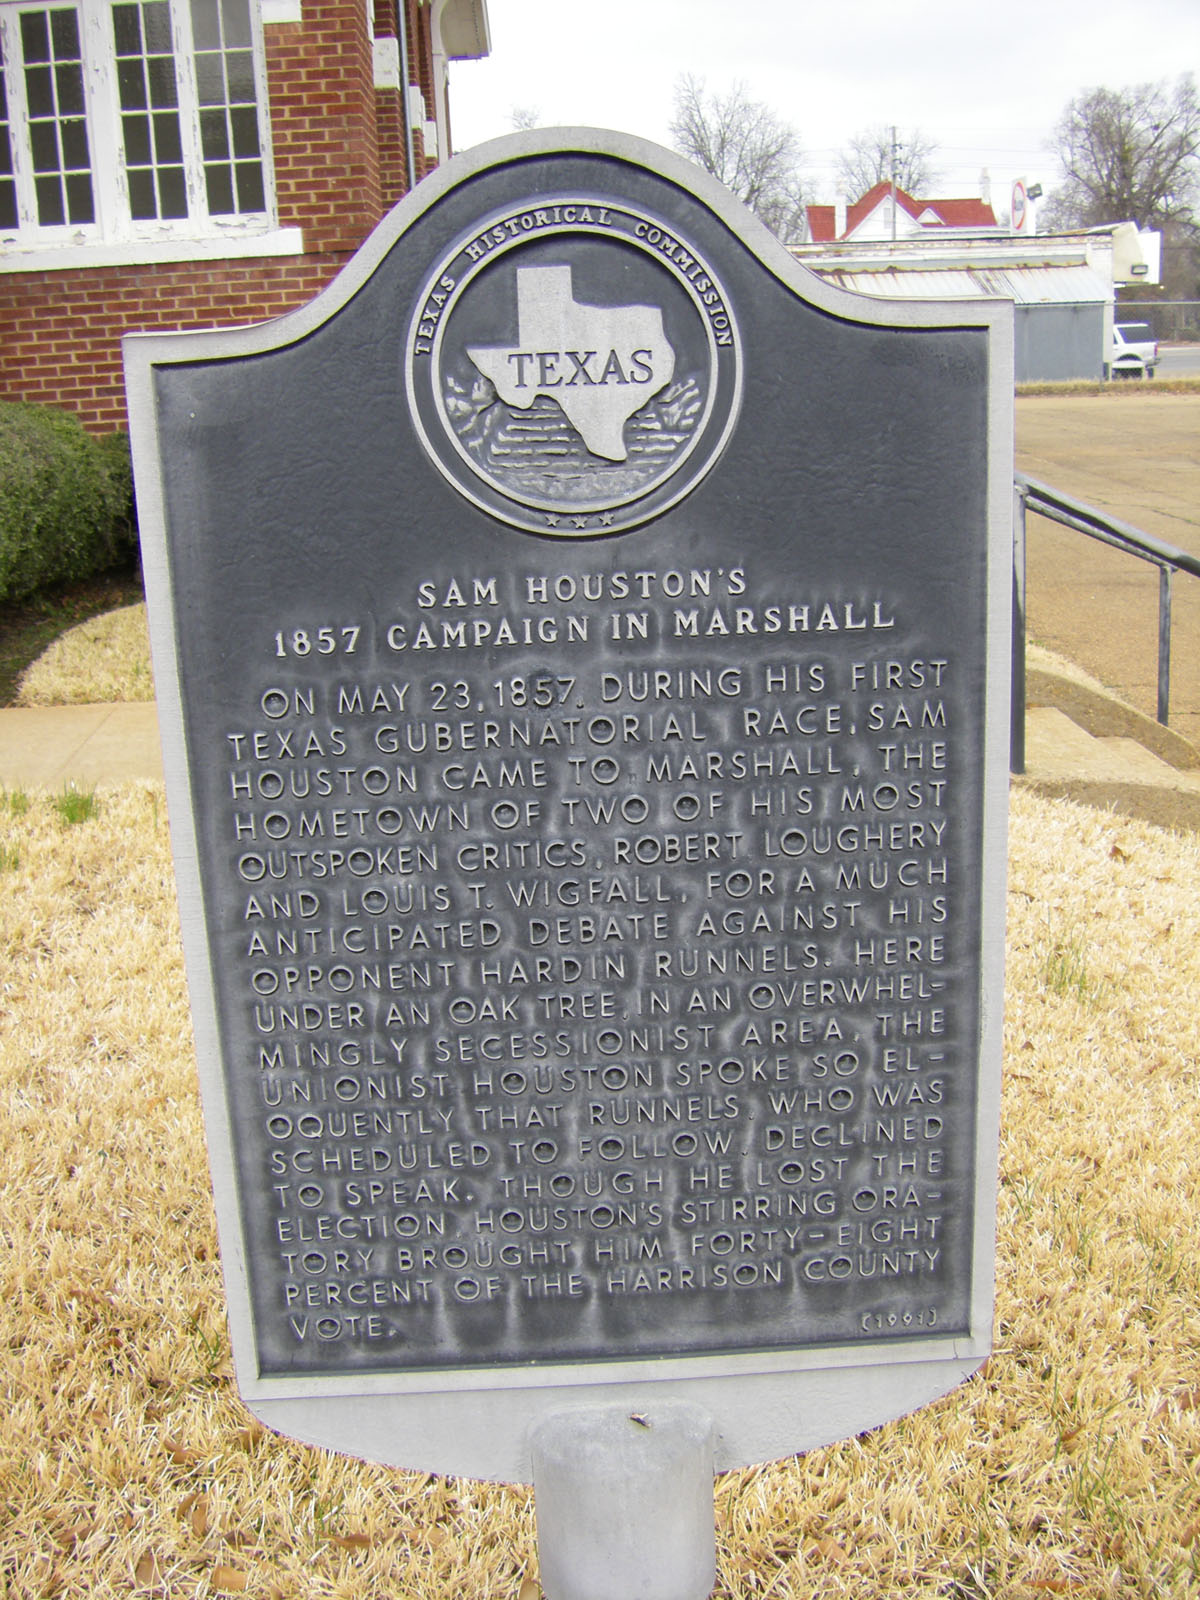 TEXAS HISTORICAL COMMISSION
TEXAS
SAM HOUSTON'S
1857 CAMPAIGN IN MARSHALL
ON MAY 23, 1857, DURING HIS FIRST
TEXAS GUBERNATORIAL RACE, SAM
HOUSTON CAME TO MARSHALL, THE
HOMETOWN OF TWO OF HIS MOST
OUTSPOKEN CRITICS, ROBERT LOUGHERY
AND LOUIS T. WIGFALL, FOR A MUCH
ANTICIPATED DEBATE AGAINST HIS
OPPONENT HARDIN RUNNELS. HERE
UNDER AN OAK TREE, IN AN OVERWHEL-
MINGLY SECESSIONIST AREA, THE
UNIONIST HOUSTON SPOKE SO EL-
OQUENTLY THAT RUNNELS, WHO WAS
SCHEDULED TO FOLLOW, DECLINED
TO SPEAK. THOUGH HE LOST THE
ELECTION, HOUSTON'S STIRRING ORA-
TORY BROUGHT HIM FORTY-EIGHT
PERCENT OF THE HARRISON COUNTY
VOTE.
(1991)